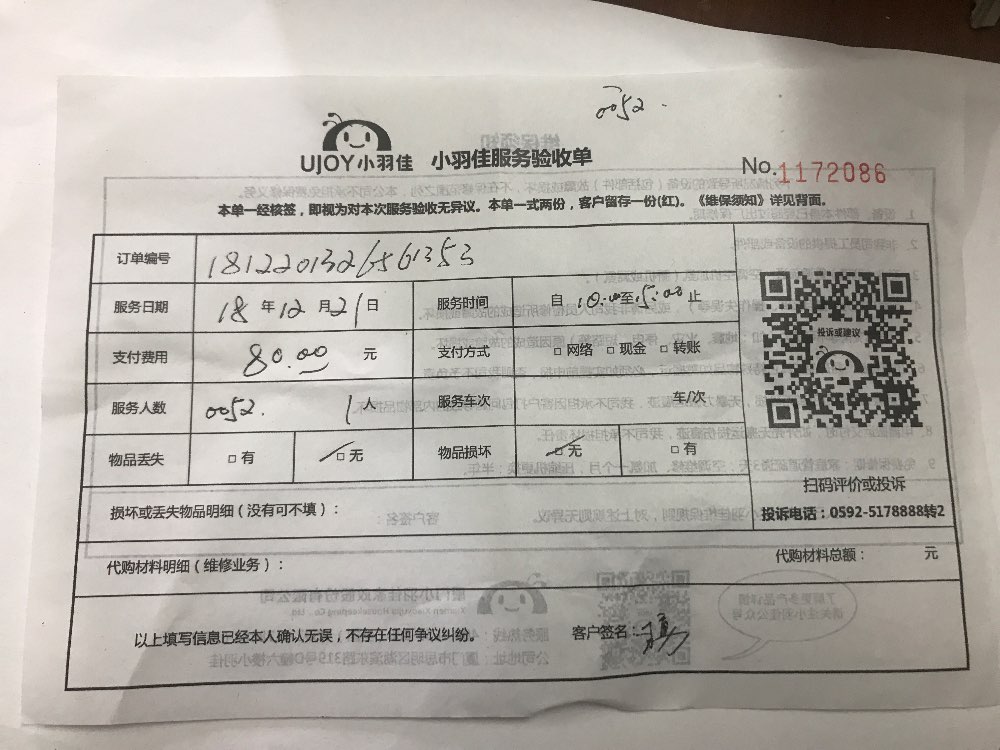 0052.
UJOY小羽佳 小羽佳服务验收单
No.1172086
本单一经核签，即视为对本次服务验收无异议。本单一式两份，客户留存一份(红)。《维保须知》详见背面。
订单编号 1812201326561353
服务日期 18 年 12 月 21 日 服务时间 自 10:00 至 15:00 止
支付费用 80.00 元 支付方式 □ 网络 □ 现金 □ 转账
投诉或建议
服务人数 0052. 1 人 服务车次 车/次
物品丢失 □ 有 □ 无 物品损坏 □ 无 □ 有
扫码评价或投诉
损坏或丢失物品明细（没有可不填）：
投诉电话：0592-5178888转2
代购材料明细（维修业务）： 代购材料总额： 元
以上填写信息已经本人确认无误，不存在任何争议纠纷。 客户签名：